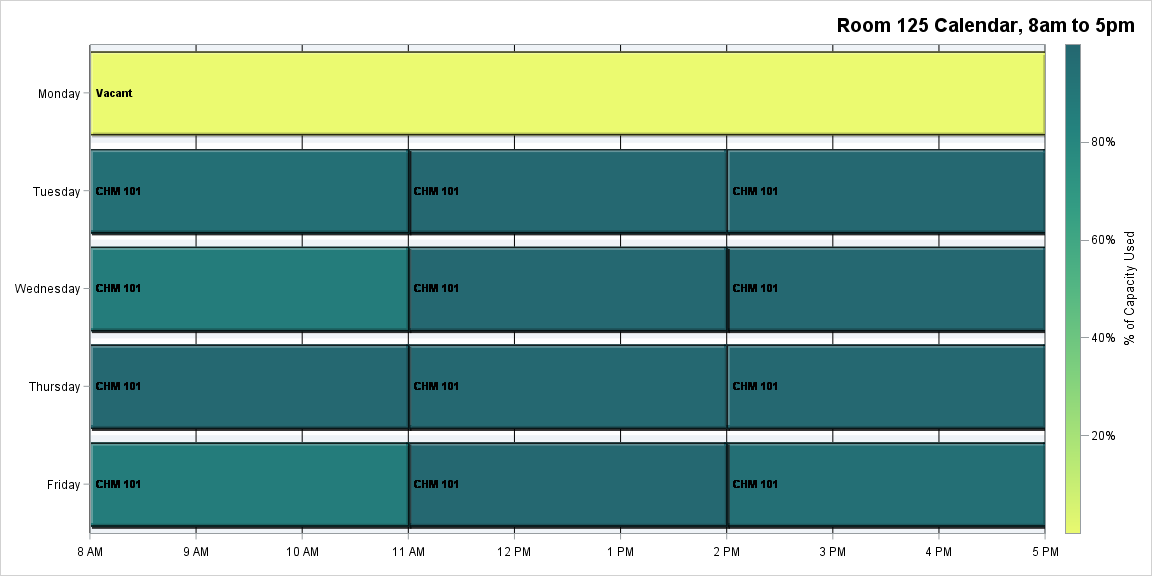 Room 125 Calendar, 8am to 5pm
Monday
Vacant
Tuesday
CHM 101
CHM 101
CHM 101
Wednesday
CHM 101
CHM 101
CHM 101
Thursday
CHM 101
CHM 101
CHM 101
Friday
CHM 101
CHM 101
CHM 101
8 AM
9 AM
10 AM
11 AM
12 PM
1 PM
2 PM
3 PM
4 PM
5 PM
80%
60%
40%
20%
% of Capacity Used